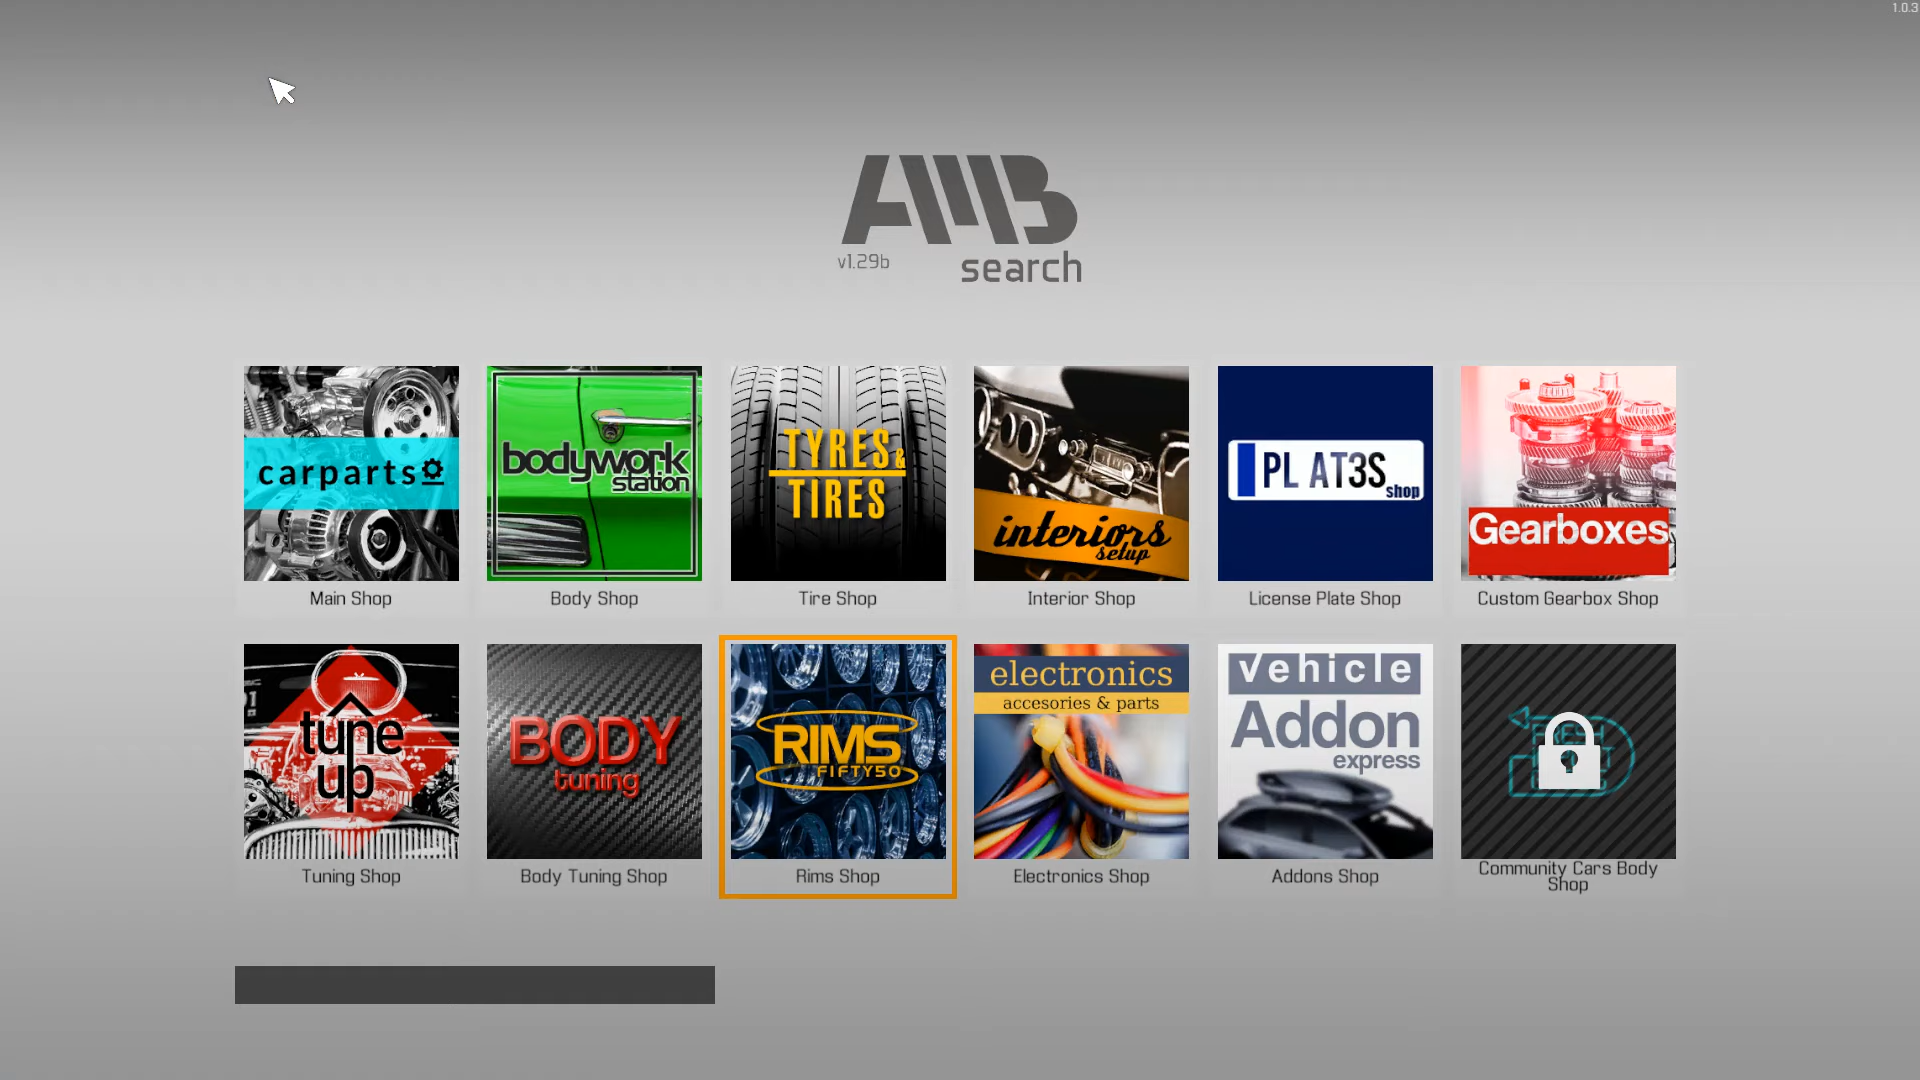 1.0.3
AMB
v1.29b
search
carparts
bodywork
station
TYRES &
TIRES
interiors
setup
PL AT3S
shop
Gearboxes
Main Shop
Body Shop
Tire Shop
Interior Shop
License Plate Shop
Custom Gearbox Shop
tune
up
BODY
tuning
RIMS
FIFTY50
electronics
accesories & parts
vehicle
Addon
express
Tuning Shop
Body Tuning Shop
Rims Shop
Electronics Shop
Addons Shop
Community Cars Body
Shop